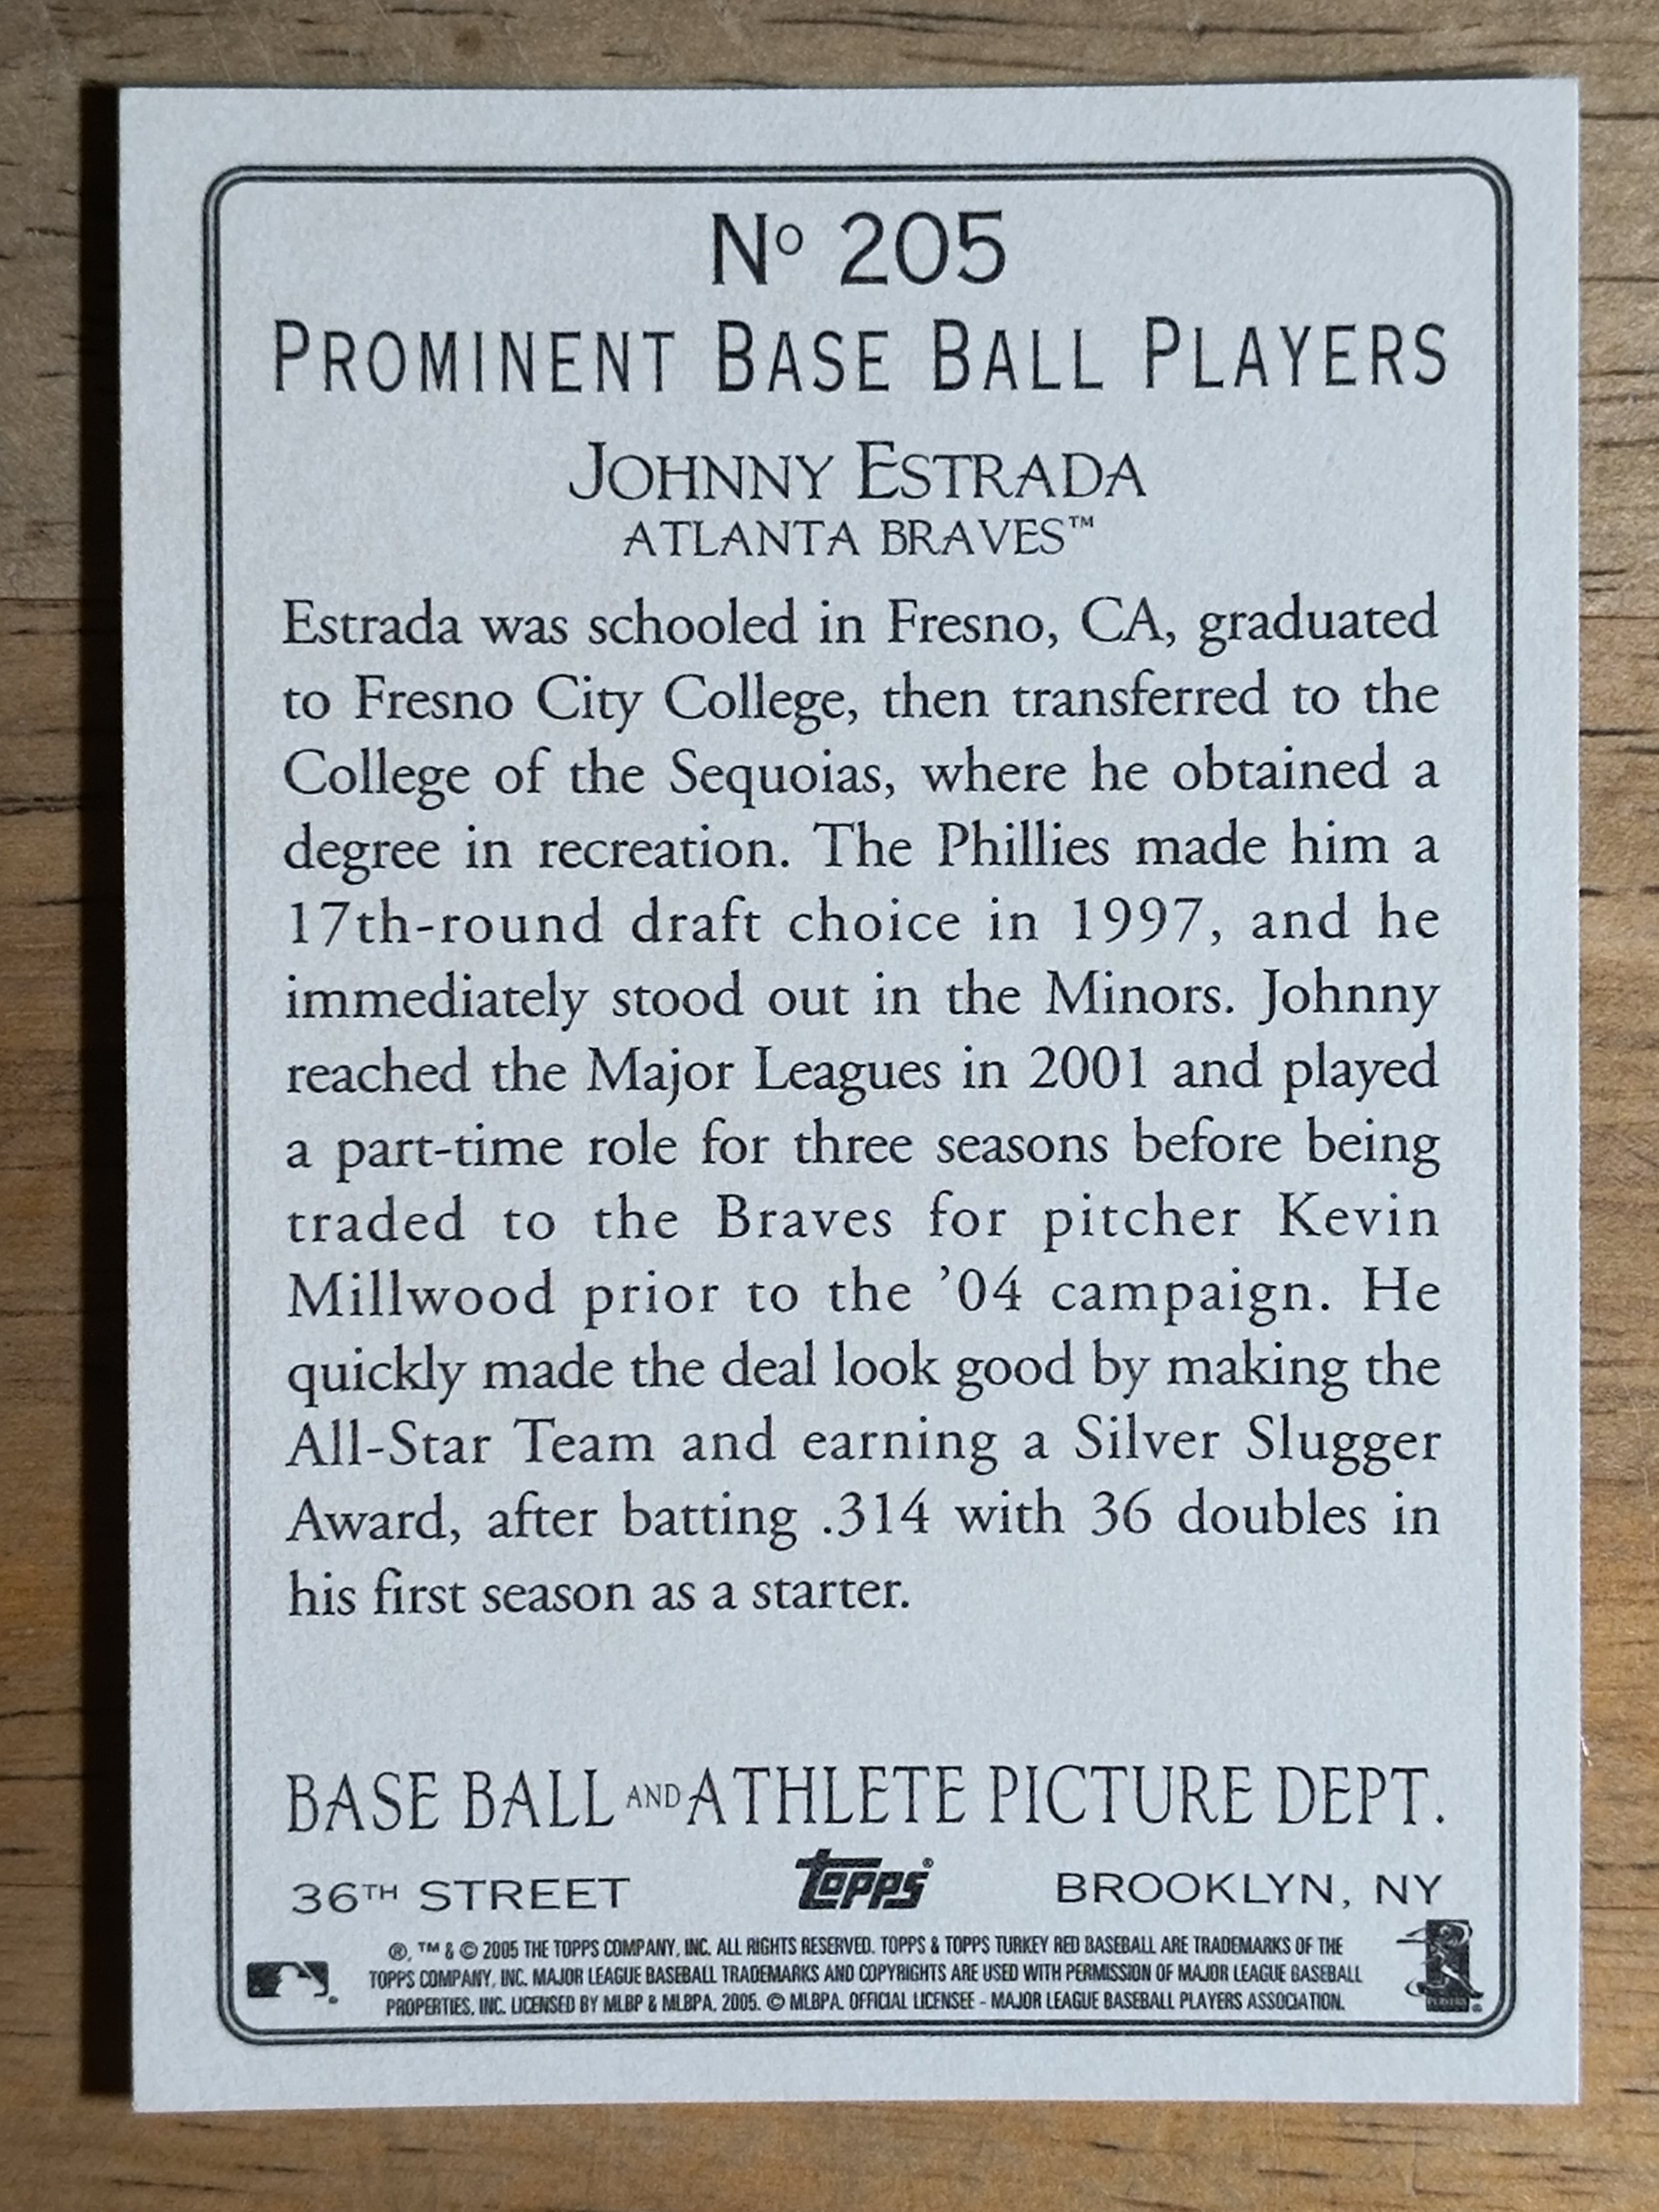 Nº 205
PROMINENT BASE BALL PLAYERS
JOHNNY ESTRADA
ATLANTA BRAVES™
Estrada was schooled in Fresno, CA, graduated
to Fresno City College, then transferred to the
College of the Sequoias, where he obtained a
degree in recreation. The Phillies made him a
17th-round draft choice in 1997, and he
immediately stood out in the Minors. Johnny
reached the Major Leagues in 2001 and played
a part-time role for three seasons before being
traded to the Braves for pitcher Kevin
Millwood prior to the ’04 campaign. He
quickly made the deal look good by making the
All-Star Team and earning a Silver Slugger
Award, after batting .314 with 36 doubles in
his first season as a starter.
BASE BALL AND ATHLETE PICTURE DEPT.
36TH STREET topps® BROOKLYN, NY
®, ™ & © 2005 THE TOPPS COMPANY, INC. ALL RIGHTS RESERVED. TOPPS & TOPPS TURKEY RED BASEBALL ARE TRADEMARKS OF THE
TOPPS COMPANY, INC. MAJOR LEAGUE BASEBALL TRADEMARKS AND COPYRIGHTS ARE USED WITH PERMISSION OF MAJOR LEAGUE BASEBALL
PROPERTIES, INC. LICENSED BY MLBP & MLBPA, 2005. © MLBPA. OFFICIAL LICENSEE - MAJOR LEAGUE BASEBALL PLAYERS ASSOCIATION.